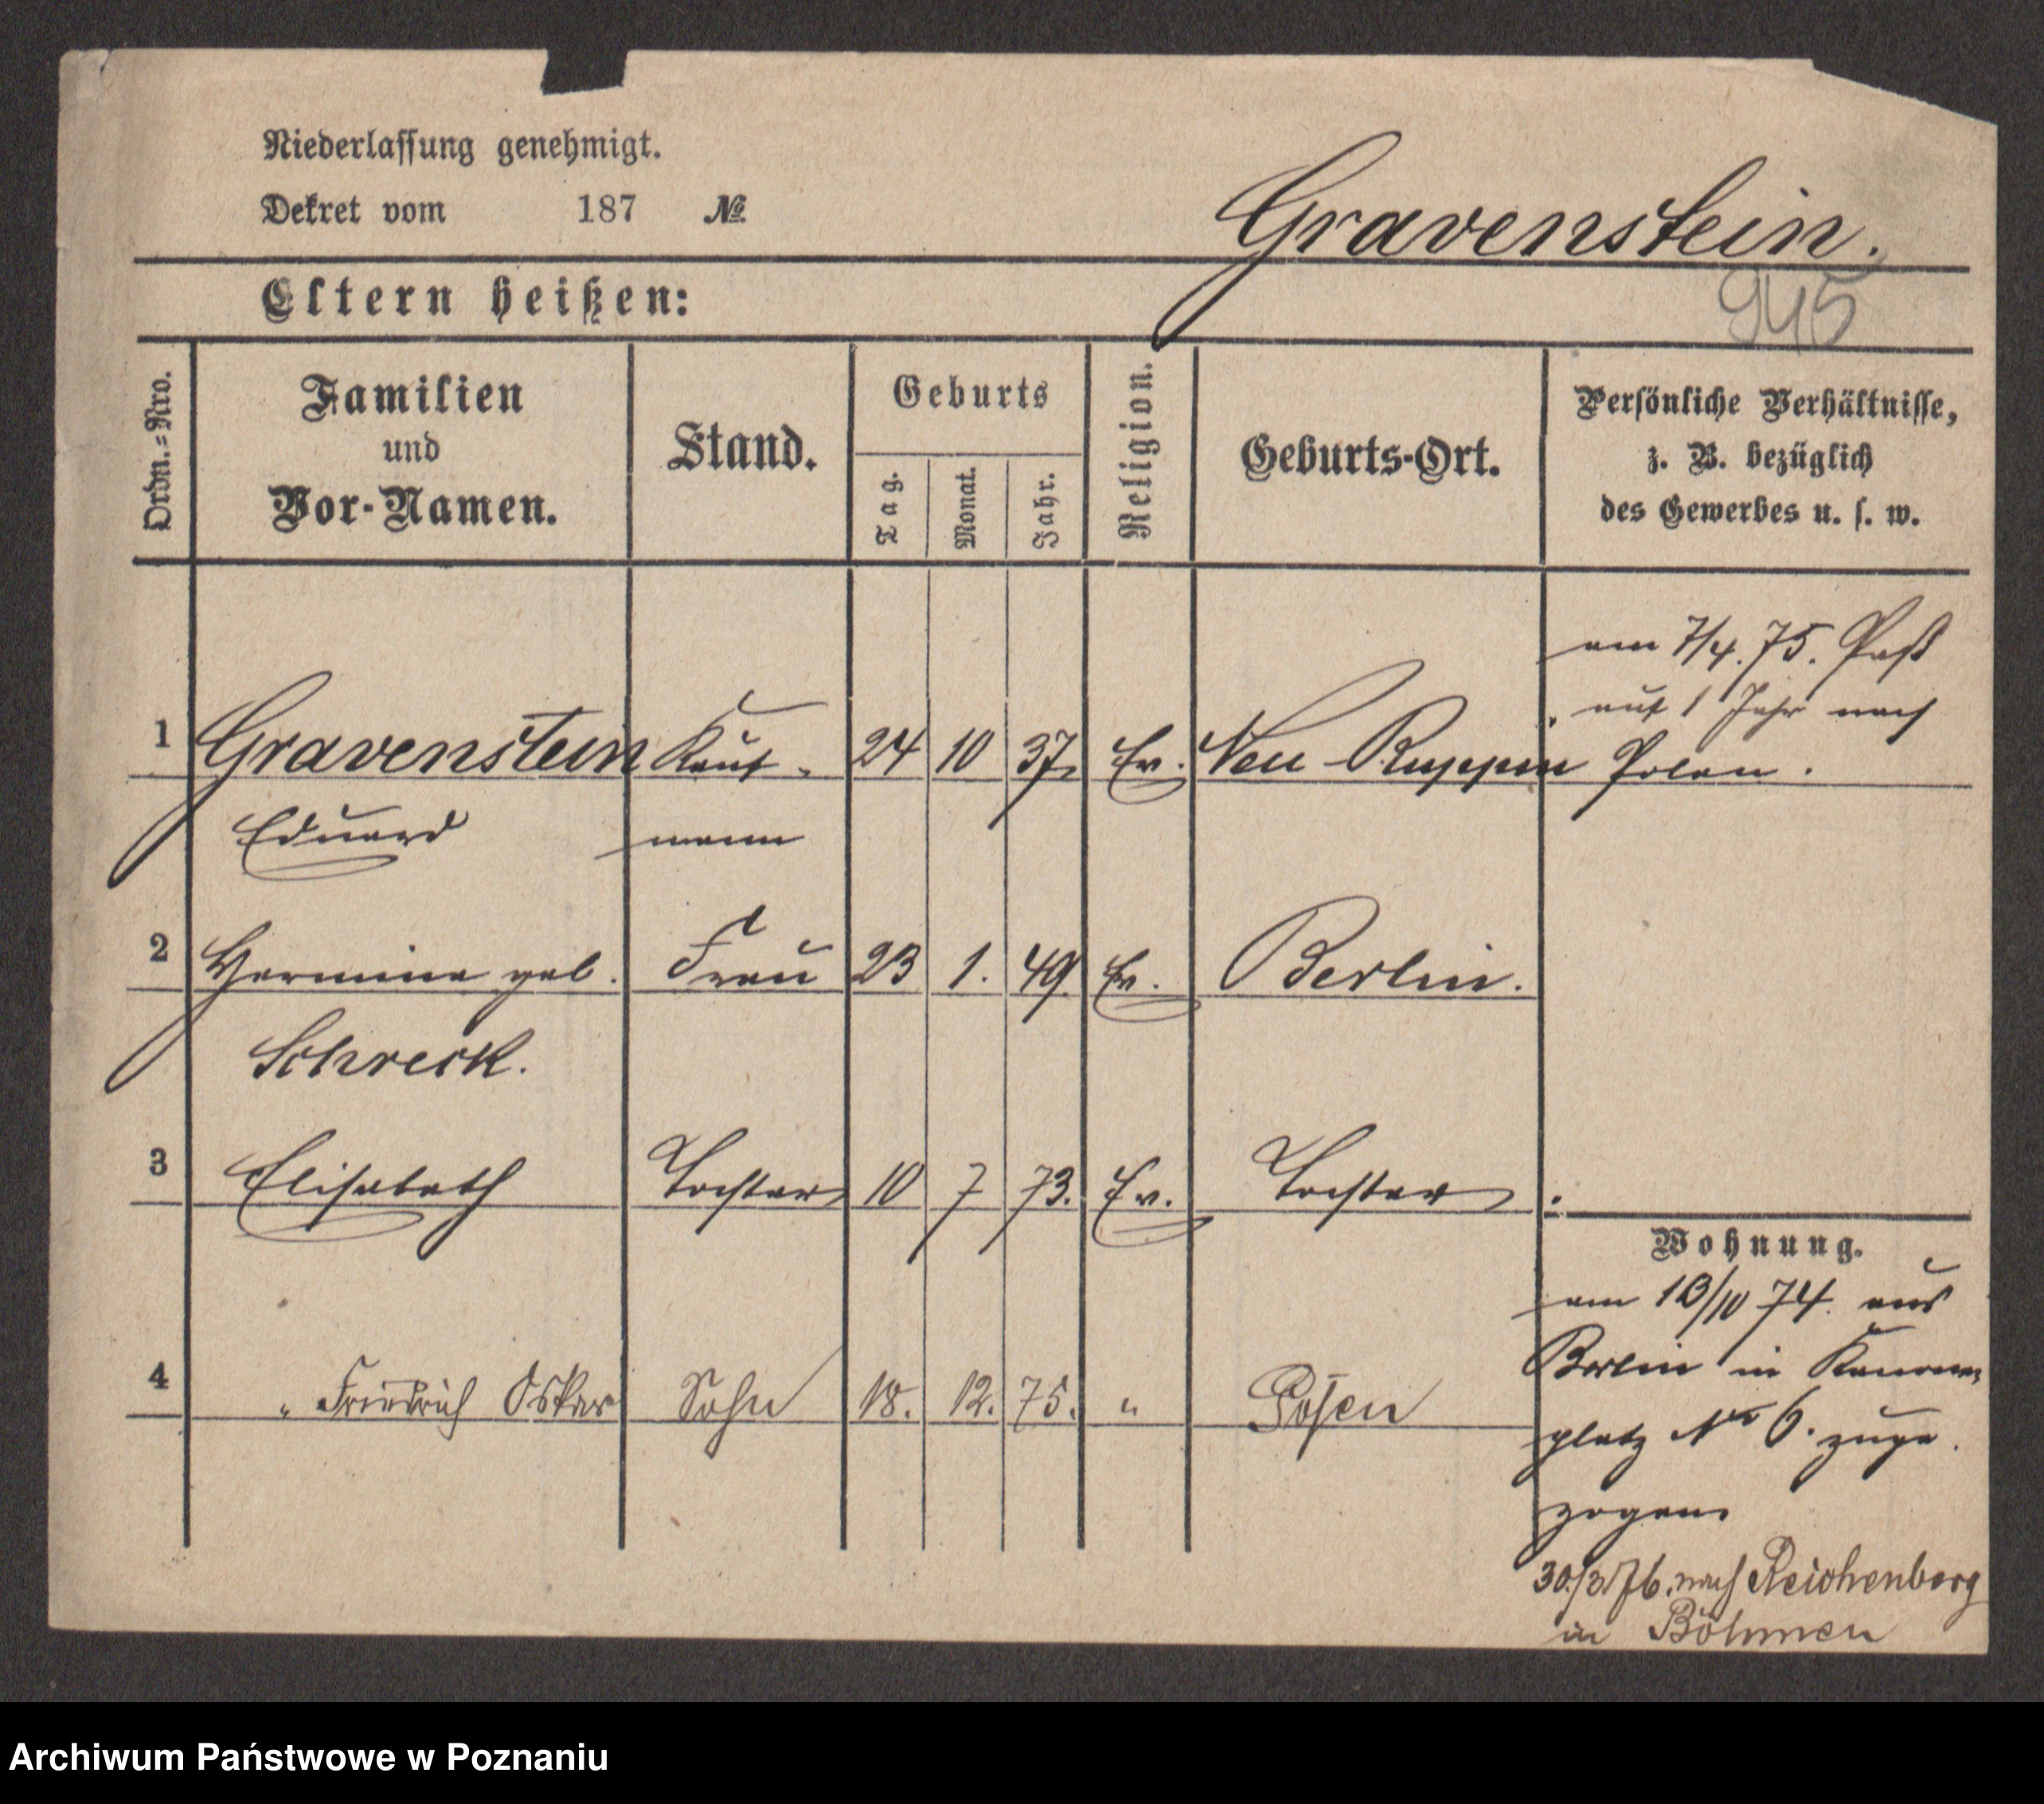 Niederlassung genehmigt.
Dekret vom 187 №
Gravenstein.
945
Eltern heißen:
Ordn.=Nro.
Familien
und
Vor-Namen.
Stand.
Geburts
Tag.
Monat.
Jahr.
Religion.
Geburts-Ort.
Persönliche Verhältnisse,
z. B. bezüglich
des Gewerbes u. s. w.
am 7/4. 75. Paß
auf 1 Jahr nach
Polen.
1 Gravenstein Kauf- 24 10 37 Ev. Neu-Ruppin
Eduard mann
2 Hermine geb. Frau 23 1. 49. Ev. Berlin.
Schreck.
3 Elisabeth Tochter 10 7 73. Ev. Tochter
Wohnung.
am 13/10 74. aus
Berlin in Kanonen
platz No 6. zuge
zogen
4 " Friedrich Oskar Sohn 18. 12. 75. " Posen
30/3 76. nach Reichenberg
in Böhmen
Archiwum Państwowe w Poznaniu